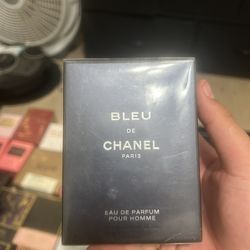 BLEU
DE
CHANEL
PARIS
EAU DE PARFUM
POUR HOMME